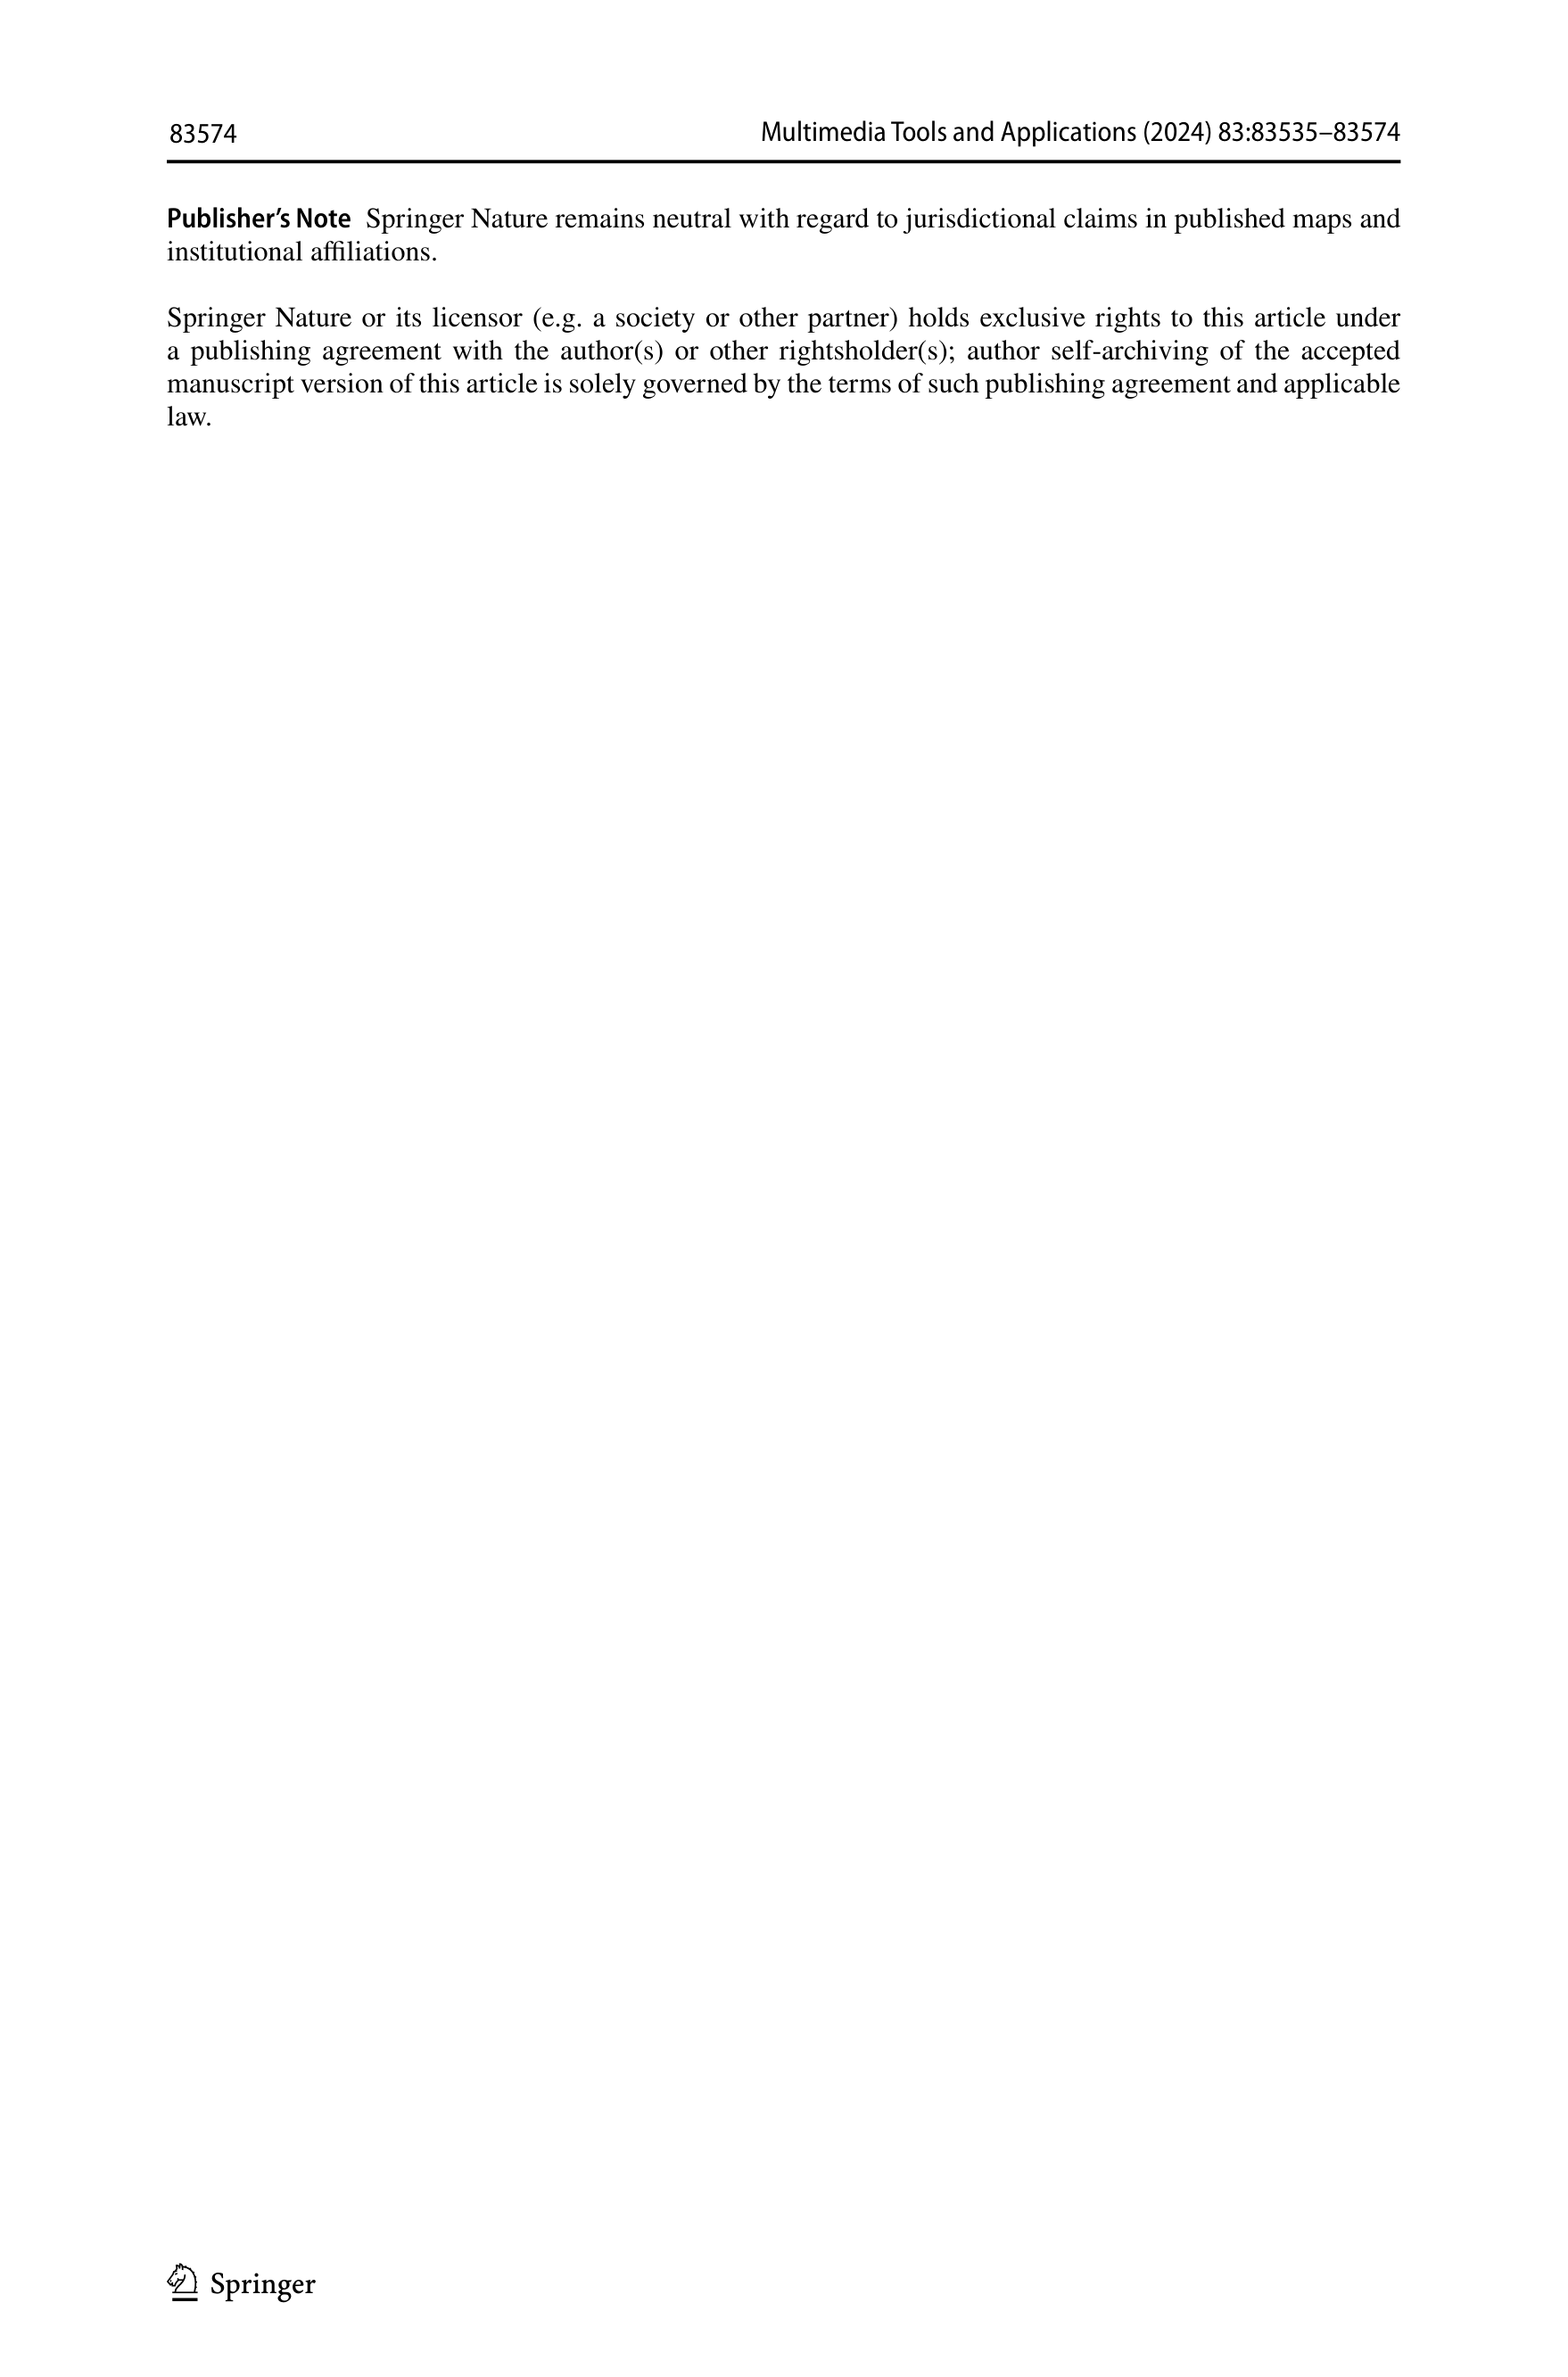 83574
Multimedia Tools and Applications (2024) 83:83535–83574
Publisher’s Note Springer Nature remains neutral with regard to jurisdictional claims in published maps and
institutional affiliations.
Springer Nature or its licensor (e.g. a society or other partner) holds exclusive rights to this article under
a publishing agreement with the author(s) or other rightsholder(s); author self-archiving of the accepted
manuscript version of this article is solely governed by the terms of such publishing agreement and applicable
law.
Springer